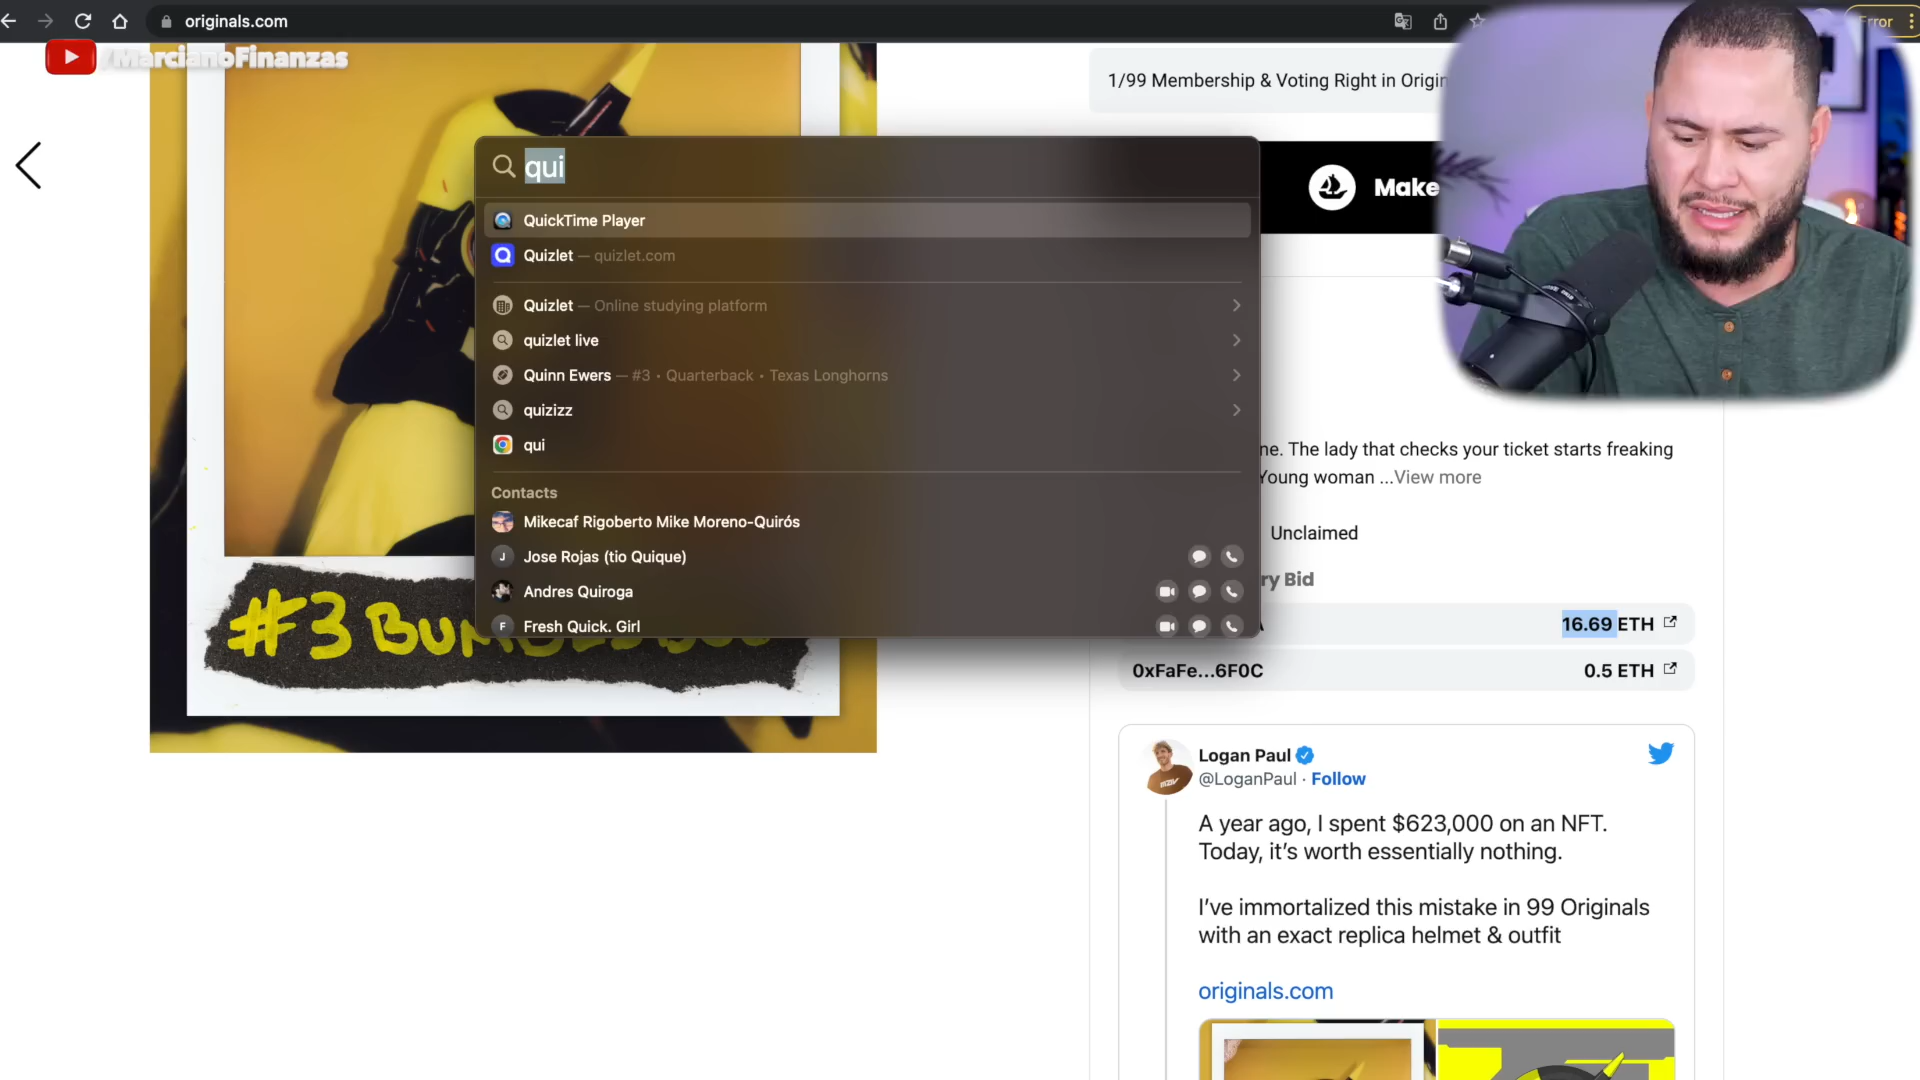 originals.com
Error
/MarcianoFinanzas
1/99 Membership & Voting Right in Origin
qui
Make
QuickTime Player
Quizlet — quizlet.com
Quizlet — Online studying platform
quizlet live
Quinn Ewers — #3 • Quarterback • Texas Longhorns
quizizz
qui
Contacts
Mikecaf Rigoberto Mike Moreno-Quirós
J Jose Rojas (tio Quique)
Andres Quiroga
F Fresh Quick. Girl
ne. The lady that checks your ticket starts freaking
Young woman ...View more
Unclaimed
ry Bid
16.69 ETH
0xFaFe...6F0C 0.5 ETH
#3
Logan Paul
@LoganPaul · Follow
A year ago, I spent $623,000 on an NFT.
Today, it's worth essentially nothing.
I've immortalized this mistake in 99 Originals
with an exact replica helmet & outfit
originals.com